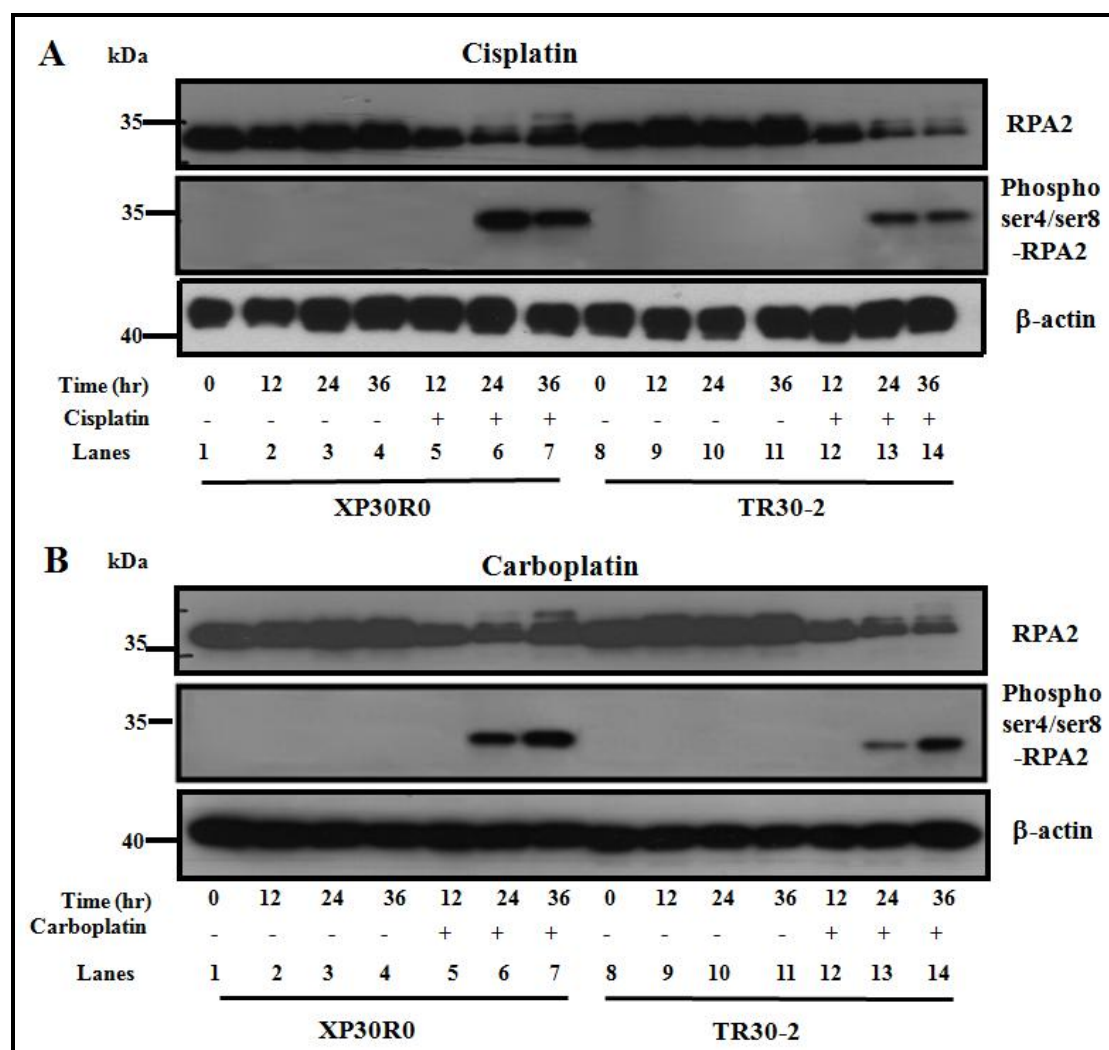 A kDa Cisplatin
35 RPA2
35 Phospho
ser4/ser8
-RPA2
40 β-actin
Time (hr) 0 12 24 36 12 24 36 0 12 24 36 12 24 36
Cisplatin - - - - + + + - - - - + + +
Lanes 1 2 3 4 5 6 7 8 9 10 11 12 13 14
XP30R0 TR30-2
B kDa Carboplatin
35 RPA2
35 Phospho
ser4/ser8
-RPA2
40 β-actin
Time (hr) 0 12 24 36 12 24 36 0 12 24 36 12 24 36
Carboplatin - - - - + + + - - - - + + +
Lanes 1 2 3 4 5 6 7 8 9 10 11 12 13 14
XP30R0 TR30-2